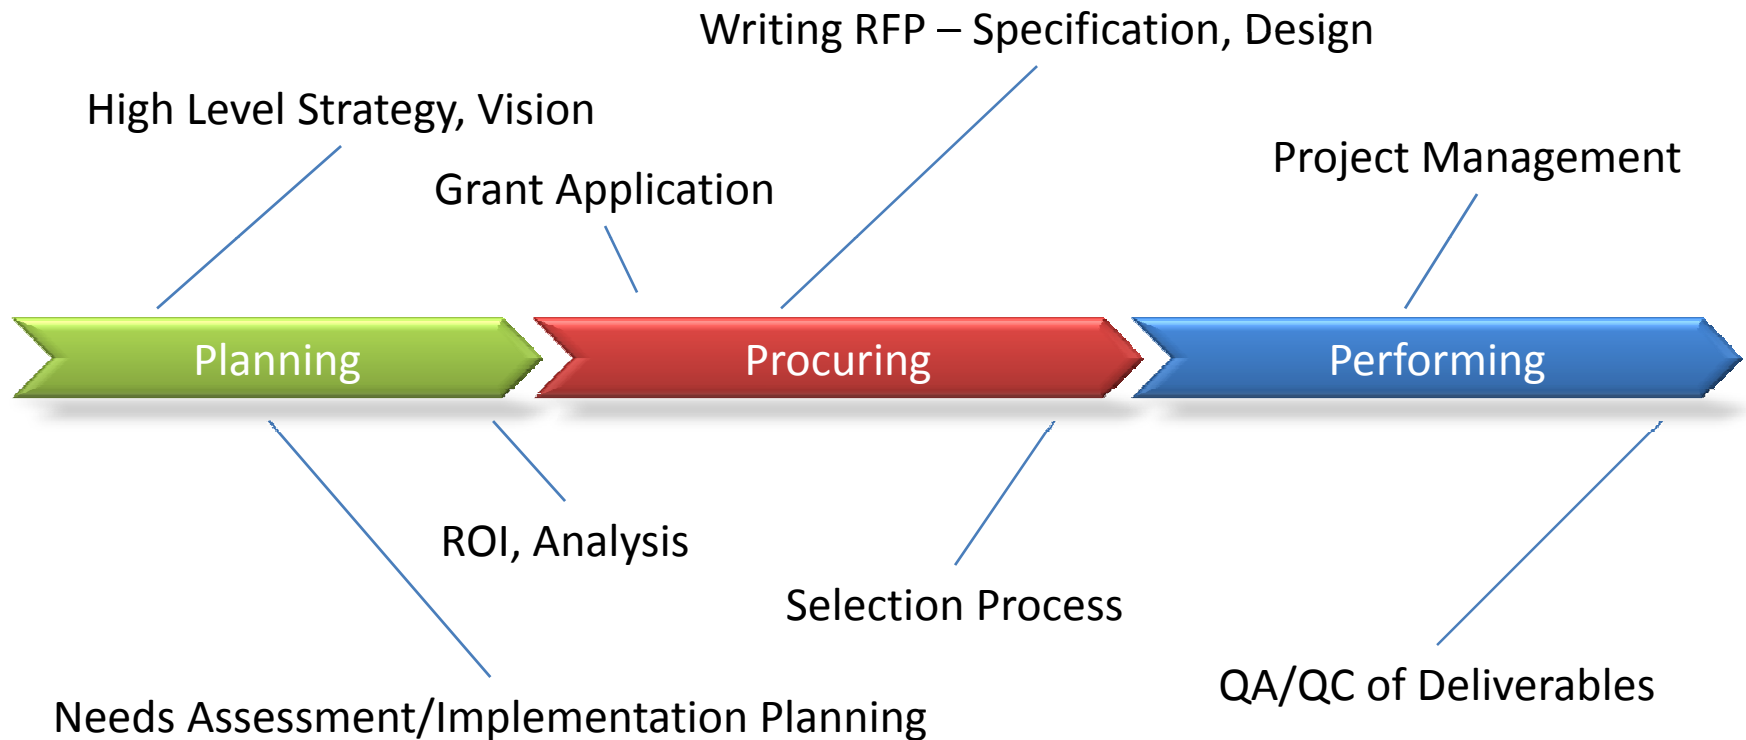 Writing RFP – Specification, Design
High Level Strategy, Vision
Project Management
Grant Application
Planning
Procuring
Performing
ROI, Analysis
Selection Process
QA/QC of Deliverables
Needs Assessment/Implementation Planning